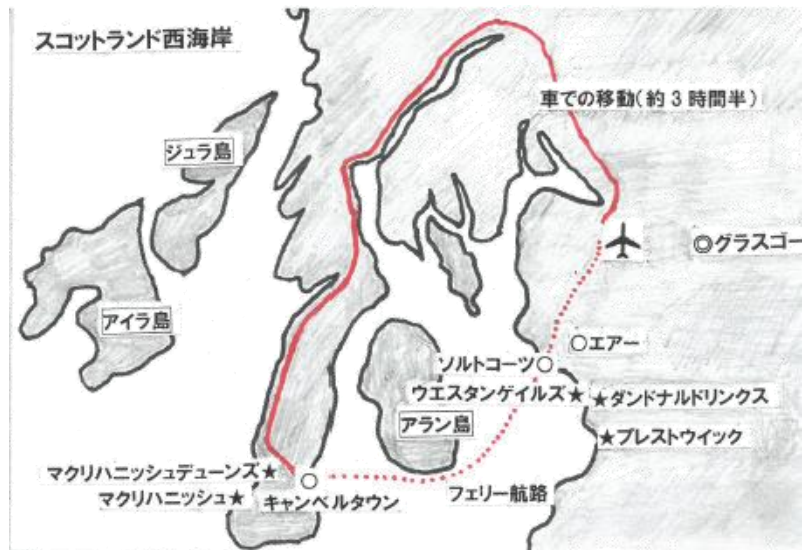 スコットランド西海岸
車での移動(約3時間半)
ジュラ島
◎グラスゴー
アイラ島
○エアー
ソルトコーツ○
ウエスタンゲイルズ★
★ダンドナルドリンクス
アラン島
★プレストウイック
マクリハニッシュデューンズ★
マクリハニッシュ★
○
キャンベルタウン
フェリー航路